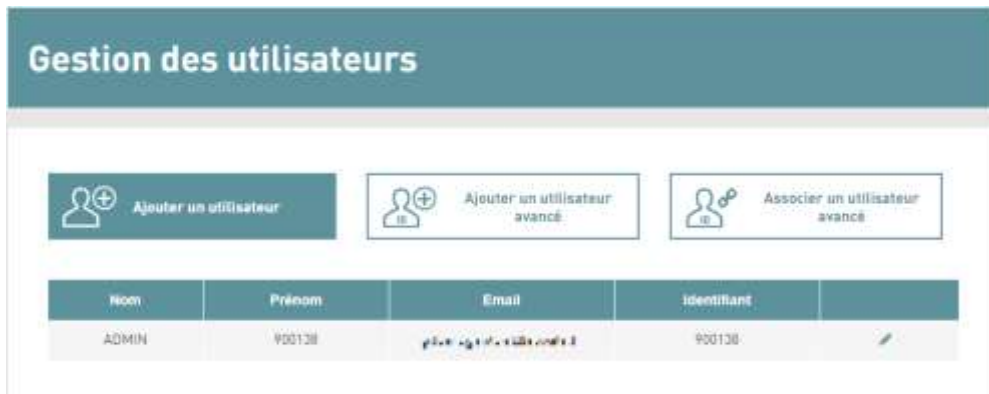 Gestion des utilisateurs
Ajouter un utilisateur
Ajouter un utilisateur
avancé
Associer un utilisateur
avancé
Nom Prénom Email Identifiant
ADMIN 900138 900138